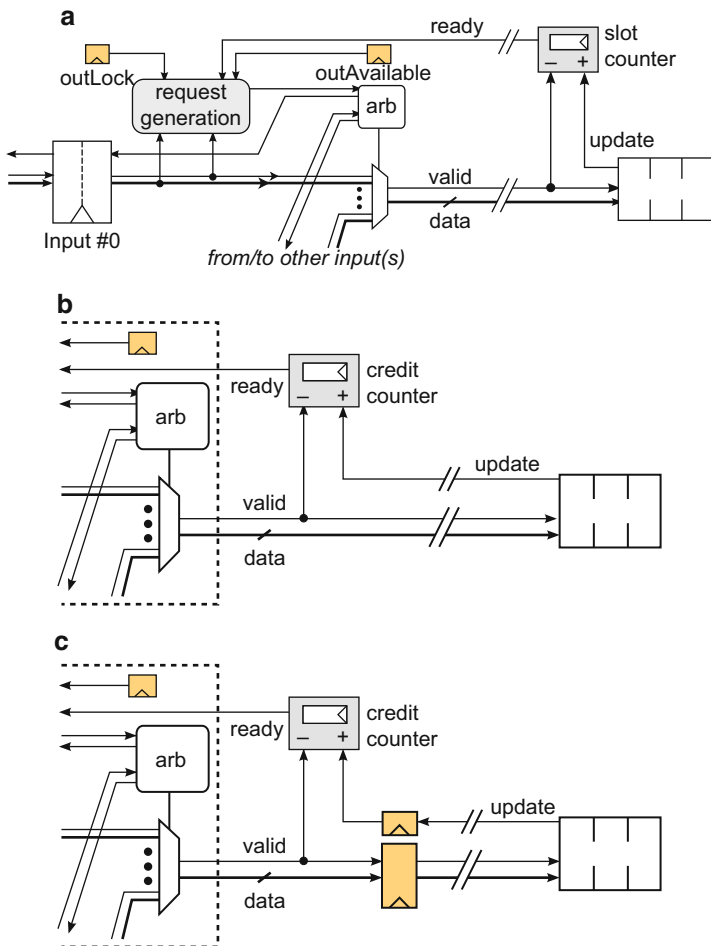 a
ready
slot
counter
− +
outLock
outAvailable
request
generation
arb
update
valid
data
Input #0
from/to other input(s)
b
ready
credit
counter
− +
arb
update
valid
data
c
ready
credit
counter
− +
arb
update
valid
data